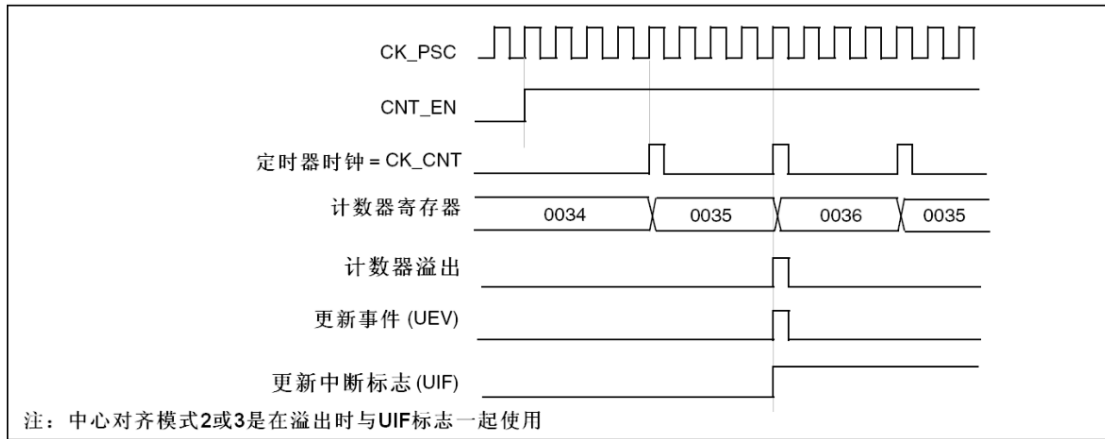 CK_PSC
CNT_EN
定时器时钟 = CK_CNT
计数器寄存器
0034
0035
0036
0035
计数器溢出
更新事件 (UEV)
更新中断标志 (UIF)
注：中心对齐模式2或3是在溢出时与UIF标志一起使用